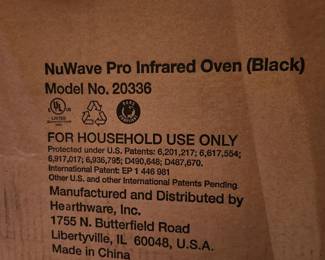 NuWave Pro Infrared Oven (Black)
Model No. 20336
UL
LISTED
FOR HOUSEHOLD USE ONLY
Protected under U.S. Patents: 6,201,217; 6,617,554;
6,917,017; 6,936,795; D490,648; D487,670.
International Patent: EP 1 446 981
Other U.S. and other International Patents Pending.
Manufactured and Distributed by
Hearthware, Inc.
1755 N. Butterfield Road
Libertyville, IL 60048, U.S.A.
Made in China